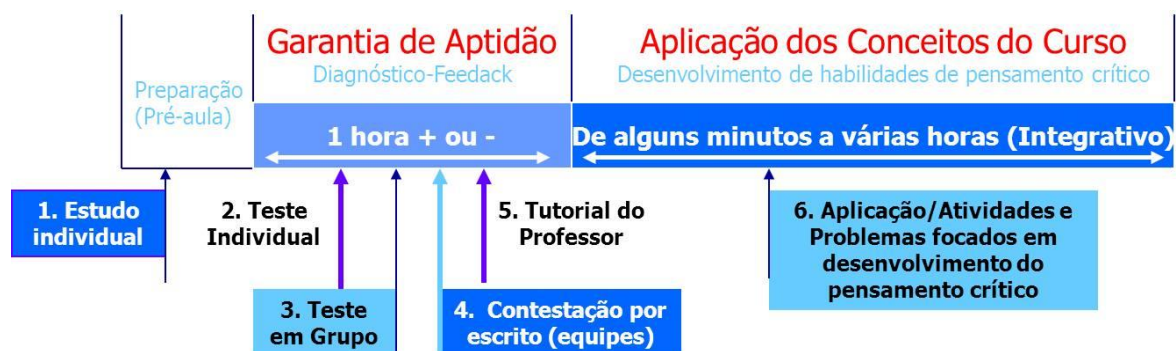 Garantia de Aptidão
Diagnóstico-Feedack
Aplicação dos Conceitos do Curso
Desenvolvimento de habilidades de pensamento crítico
Preparação
(Pré-aula)
1 hora + ou -
De alguns minutos a várias horas (Integrativo)
1. Estudo
individual
2. Teste
Individual
3. Teste
em Grupo
4. Contestação por
escrito (equipes)
5. Tutorial do
Professor
6. Aplicação/Atividades e
Problemas focados em
desenvolvimento do
pensamento crítico